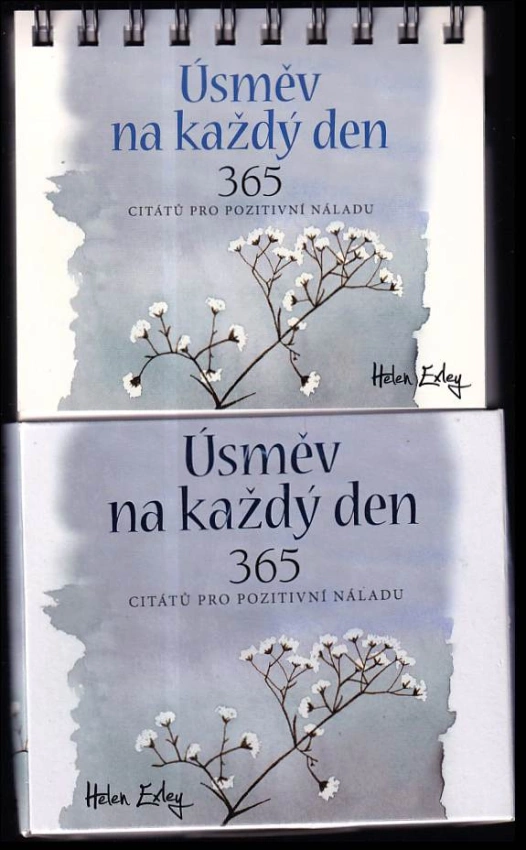 Úsměv
na každý den
365
CITÁTŮ PRO POZITIVNÍ NÁLADU
Helen Exley
Úsměv
na každý den
365
CITÁTŮ PRO POZITIVNÍ NÁLADU
Helen Exley